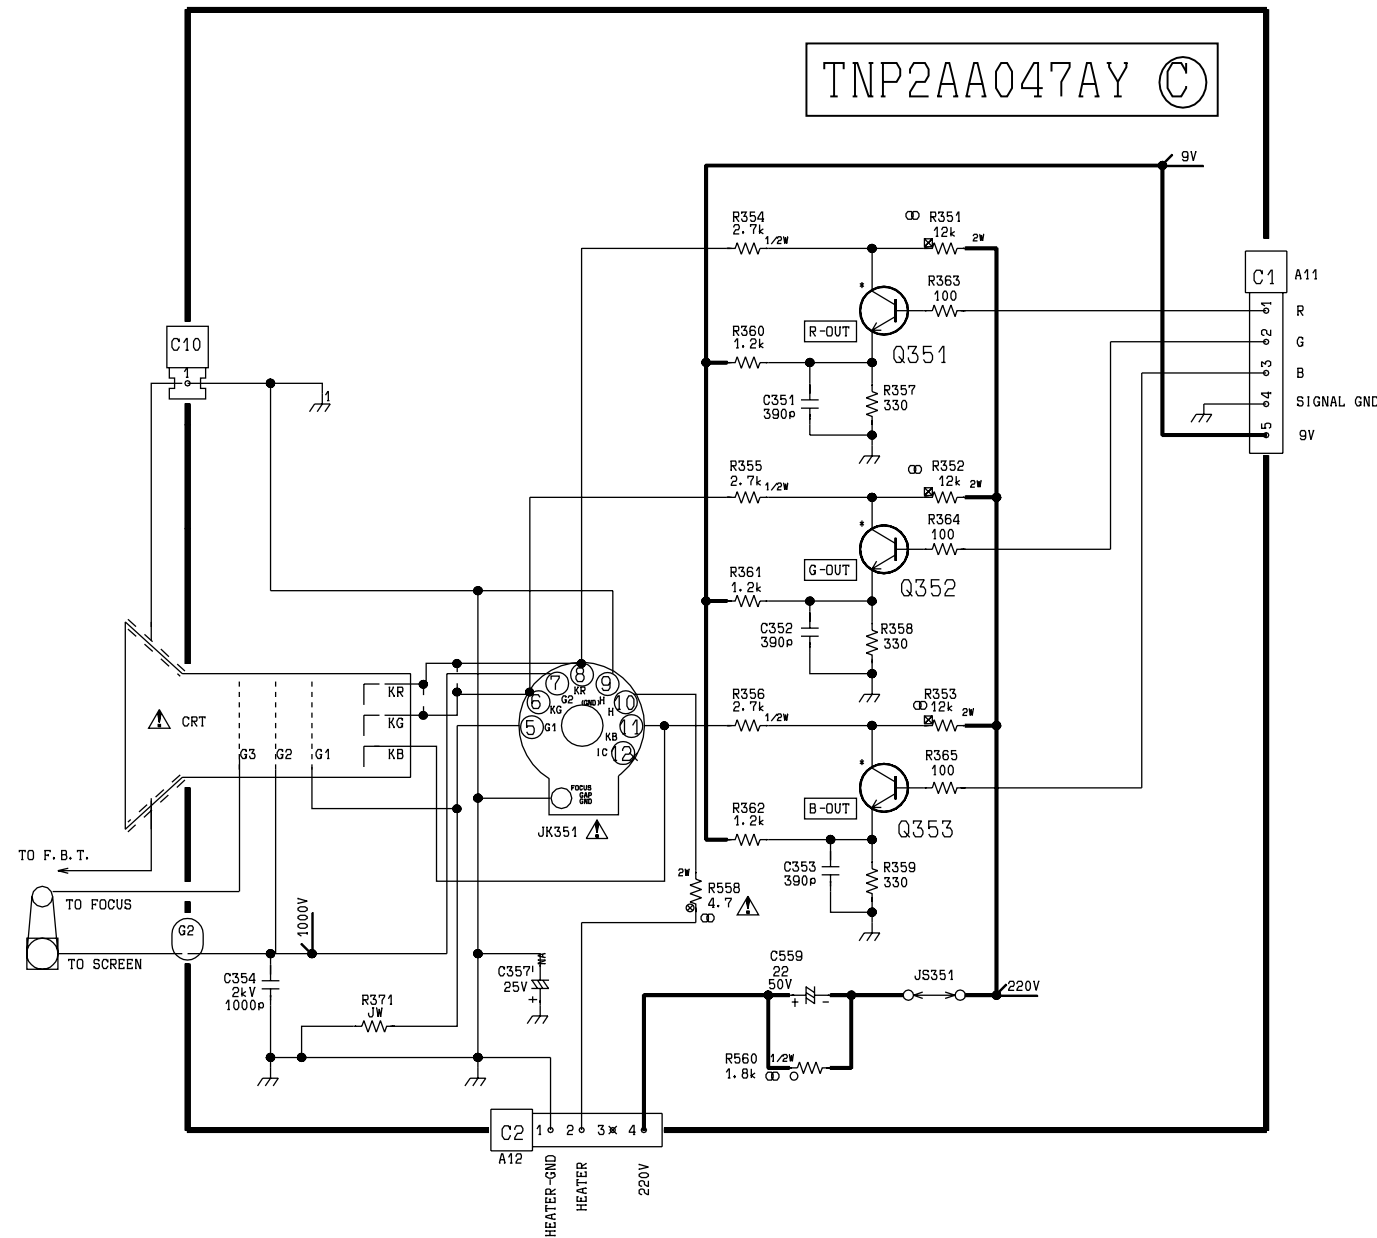 TNP2AA047AY C
9V
R354
2.7k 1/2W
R351
12k 2W
R363
100
R-OUT
Q351
R360
1.2k
C351
390p
R357
330
C1 A11
1 R
2 G
3 B
4 SIGNAL GND
5 9V
C10
1
1
R355
2.7k 1/2W
R352
12k 2W
R364
100
G-OUT
Q352
R361
1.2k
C352
390p
R358
330
R356
2.7k 1/2W
R353
12k 2W
R365
100
B-OUT
Q353
R362
1.2k
C353
390p
R359
330
CRT
KR
KG
KB
G3 G2 G1
5 G1
6 KG
7 G2
8 KR
(GND)
9 H
10 H
11 KB
12 IC
FOCUS
GAP
GND
JK351
2W
R558
4.7
TO F.B.T.
TO FOCUS
TO SCREEN
G2
1000V
C354
2kV
1000p
R371
JW
C357
25V
NA
+
C559
22
50V
+ -
JS351
220V
R560 1/2W
1.8k
C2
A12
1 2 3 4
HEATER-GND
HEATER
220V